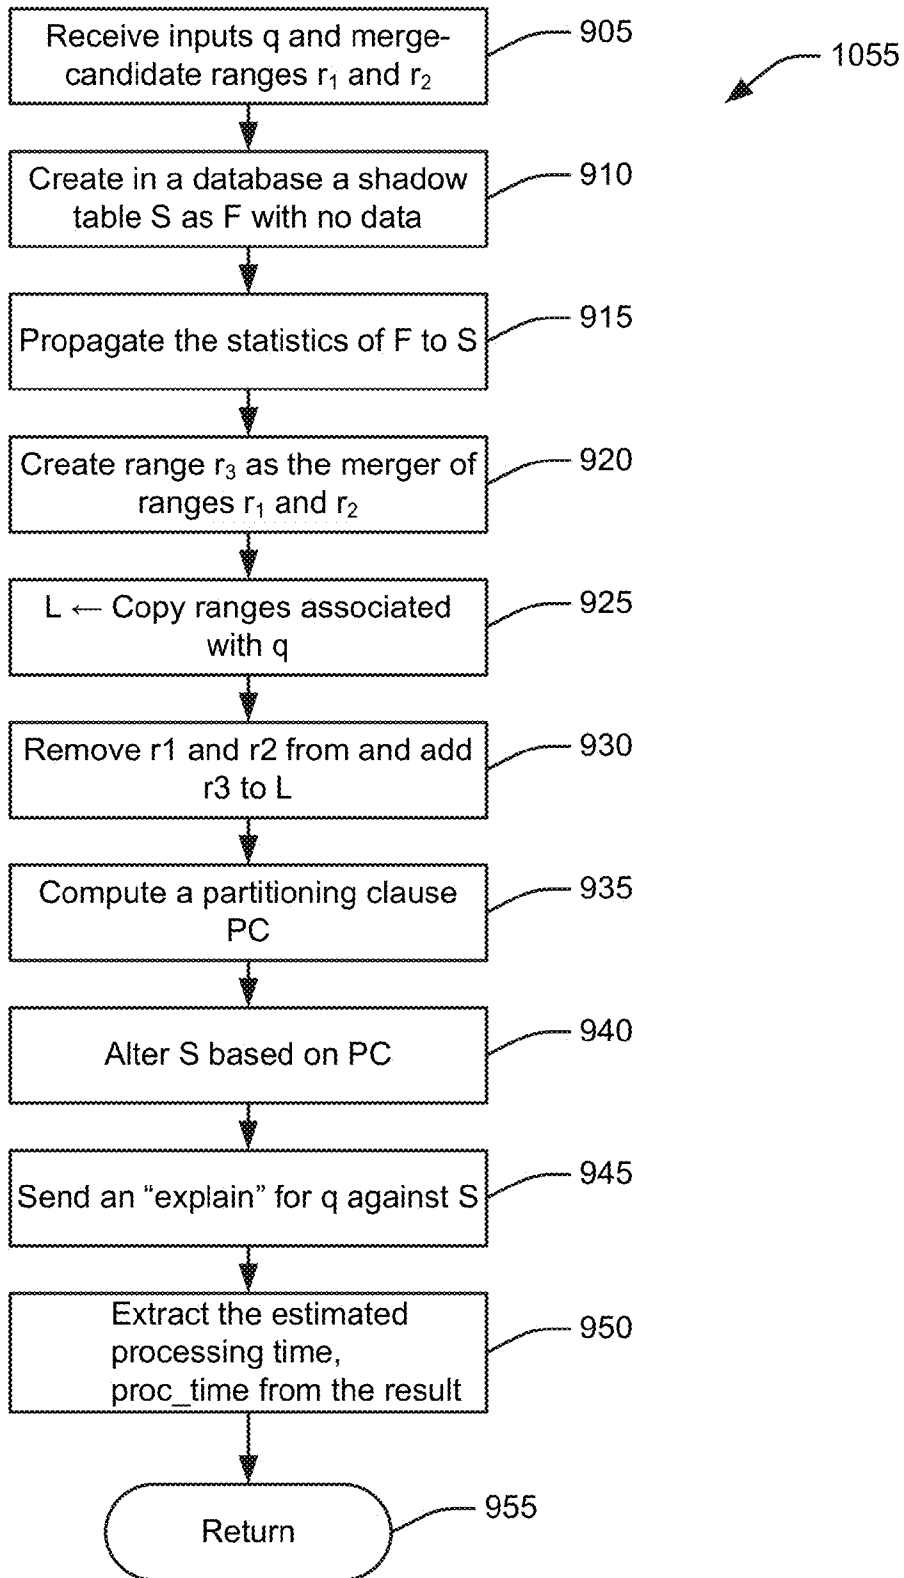 Receive inputs q and merge-
candidate ranges r₁ and r₂
905
1055
Create in a database a shadow
table S as F with no data
910
Propagate the statistics of F to S
915
Create range r₃ as the merger of
ranges r₁ and r₂
920
L ← Copy ranges associated
with q
925
Remove r1 and r2 from and add
r3 to L
930
Compute a partitioning clause
PC
935
Alter S based on PC
940
Send an “explain” for q against S
945
Extract the estimated
processing time,
proc_time from the result
950
Return
955